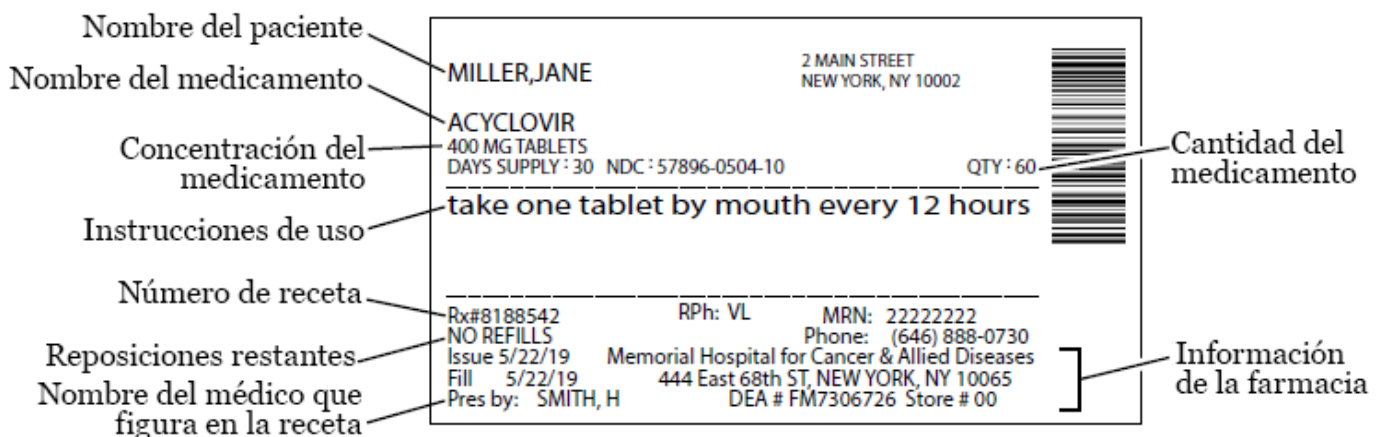 Nombre del paciente
Nombre del medicamento
Concentración del
medicamento
Instrucciones de uso
Número de receta
Reposiciones restantes
Nombre del médico que
figura en la receta
MILLER,JANE
2 MAIN STREET
NEW YORK, NY 10002
ACYCLOVIR
400 MG TABLETS
DAYS SUPPLY : 30 NDC : 57896-0504-10 QTY : 60
take one tablet by mouth every 12 hours
Rx#8188542 RPh: VL MRN: 22222222
NO REFILLS Phone: (646) 888-0730
Issue 5/22/19 Memorial Hospital for Cancer & Allied Diseases
Fill 5/22/19 444 East 68th ST, NEW YORK, NY 10065
Pres by: SMITH, H DEA # FM7306726 Store # 00
Cantidad del
medicamento
Información
de la farmacia